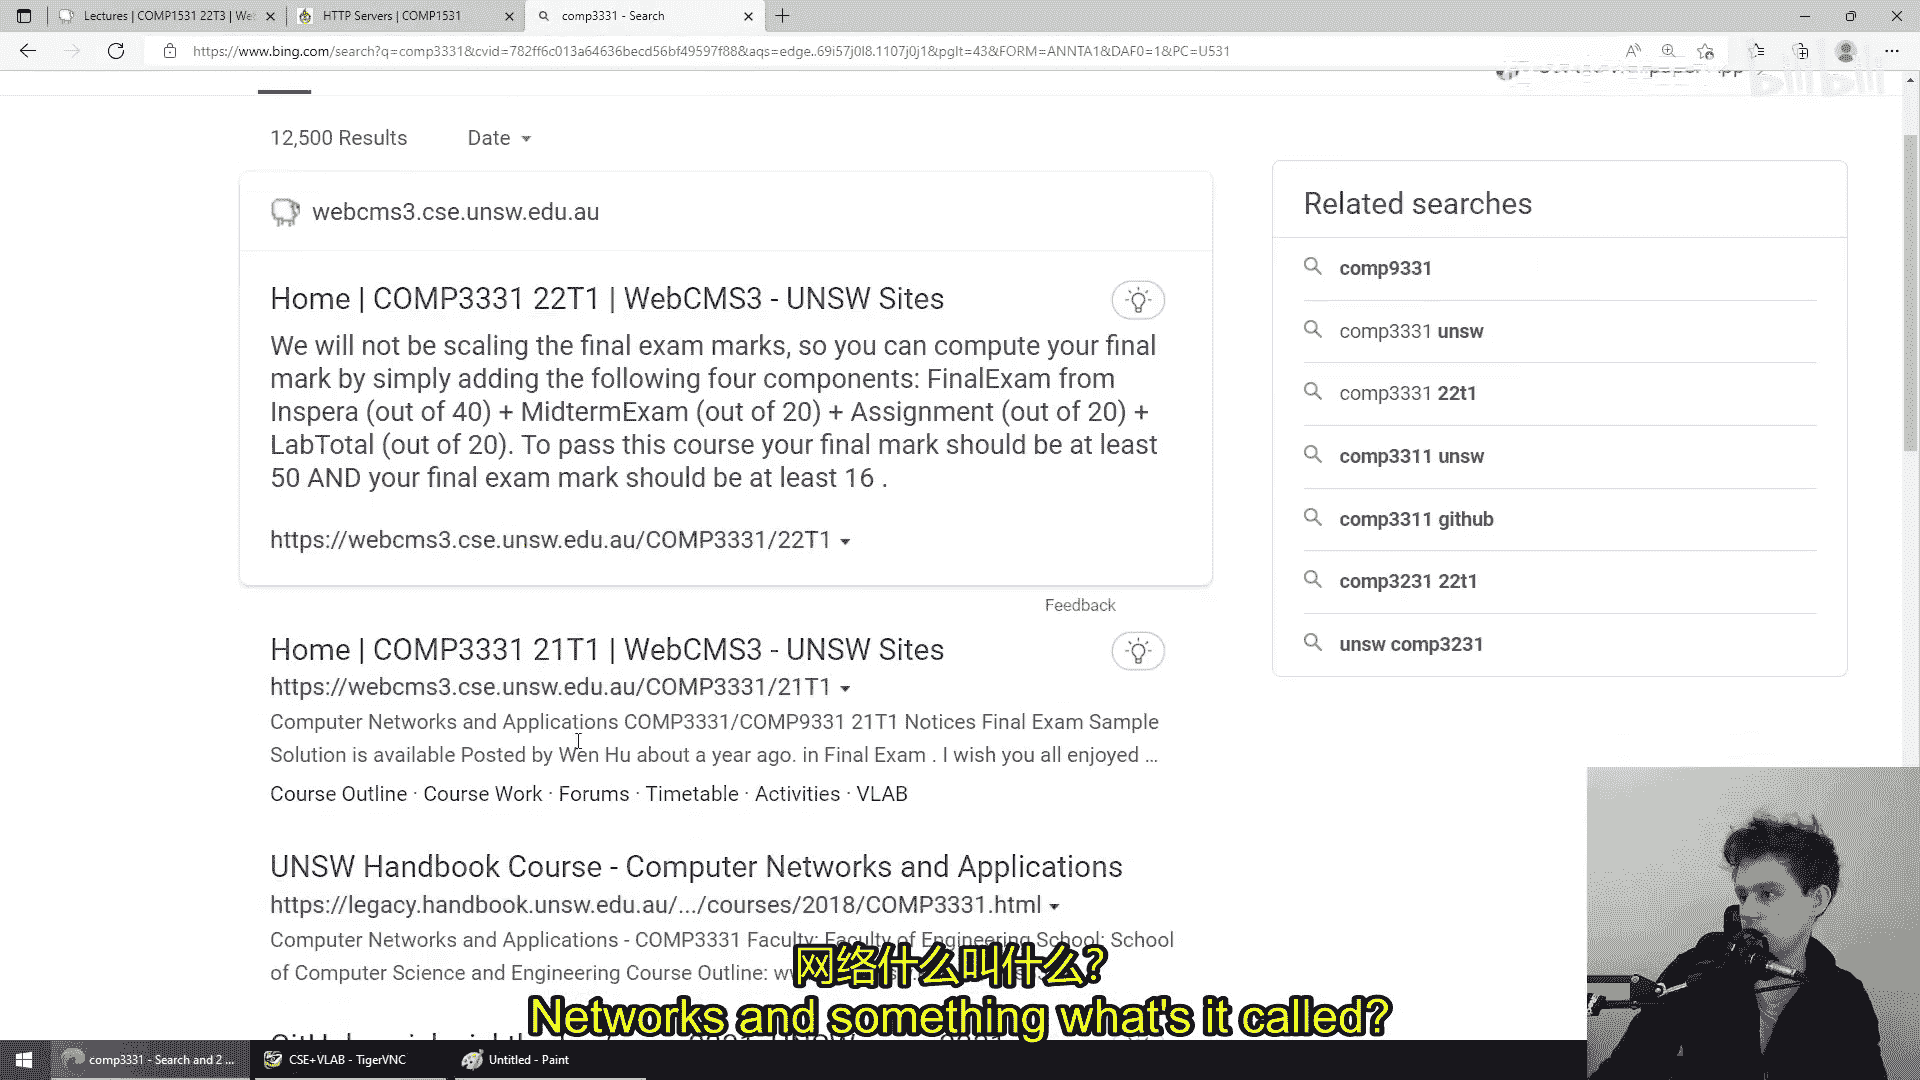 Lectures | COMP1531 22T3 | We
HTTP Servers | COMP1531
comp3331 - Search
https://www.bing.com/search?q=comp3331&cvid=782ff6c013a64636becd56bf49597f88&aqs=edge..69i57j0l8.1107j0j1&pglt=43&FORM=ANNTA1&DAF0=1&PC=U531
bilibili
12,500 Results
Date
webcms3.cse.unsw.edu.au
Home | COMP3331 22T1 | WebCMS3 - UNSW Sites
We will not be scaling the final exam marks, so you can compute your final
mark by simply adding the following four components: FinalExam from
Inspera (out of 40) + MidtermExam (out of 20) + Assignment (out of 20) +
LabTotal (out of 20). To pass this course your final mark should be at least
50 AND your final exam mark should be at least 16 .
https://webcms3.cse.unsw.edu.au/COMP3331/22T1
Feedback
Home | COMP3331 21T1 | WebCMS3 - UNSW Sites
https://webcms3.cse.unsw.edu.au/COMP3331/21T1
Computer Networks and Applications COMP3331/COMP9331 21T1 Notices Final Exam Sample
Solution is available Posted by Wen Hu about a year ago. in Final Exam . I wish you all enjoyed ...
Course Outline · Course Work · Forums · Timetable · Activities · VLAB
UNSW Handbook Course - Computer Networks and Applications
https://legacy.handbook.unsw.edu.au/.../courses/2018/COMP3331.html
Computer Networks and Applications - COMP3331 Faculty: Faculty of Engineering School: School
of Computer Science and Engineering Course Outline:
Related searches
comp9331
comp3331 unsw
comp3331 22t1
comp3311 unsw
comp3311 github
comp3231 22t1
unsw comp3231
网络什么叫什么?
Networks and something what's it called?
comp3331 - Search and 2 ...
CSE+VLAB - TigerVNC
Untitled - Paint